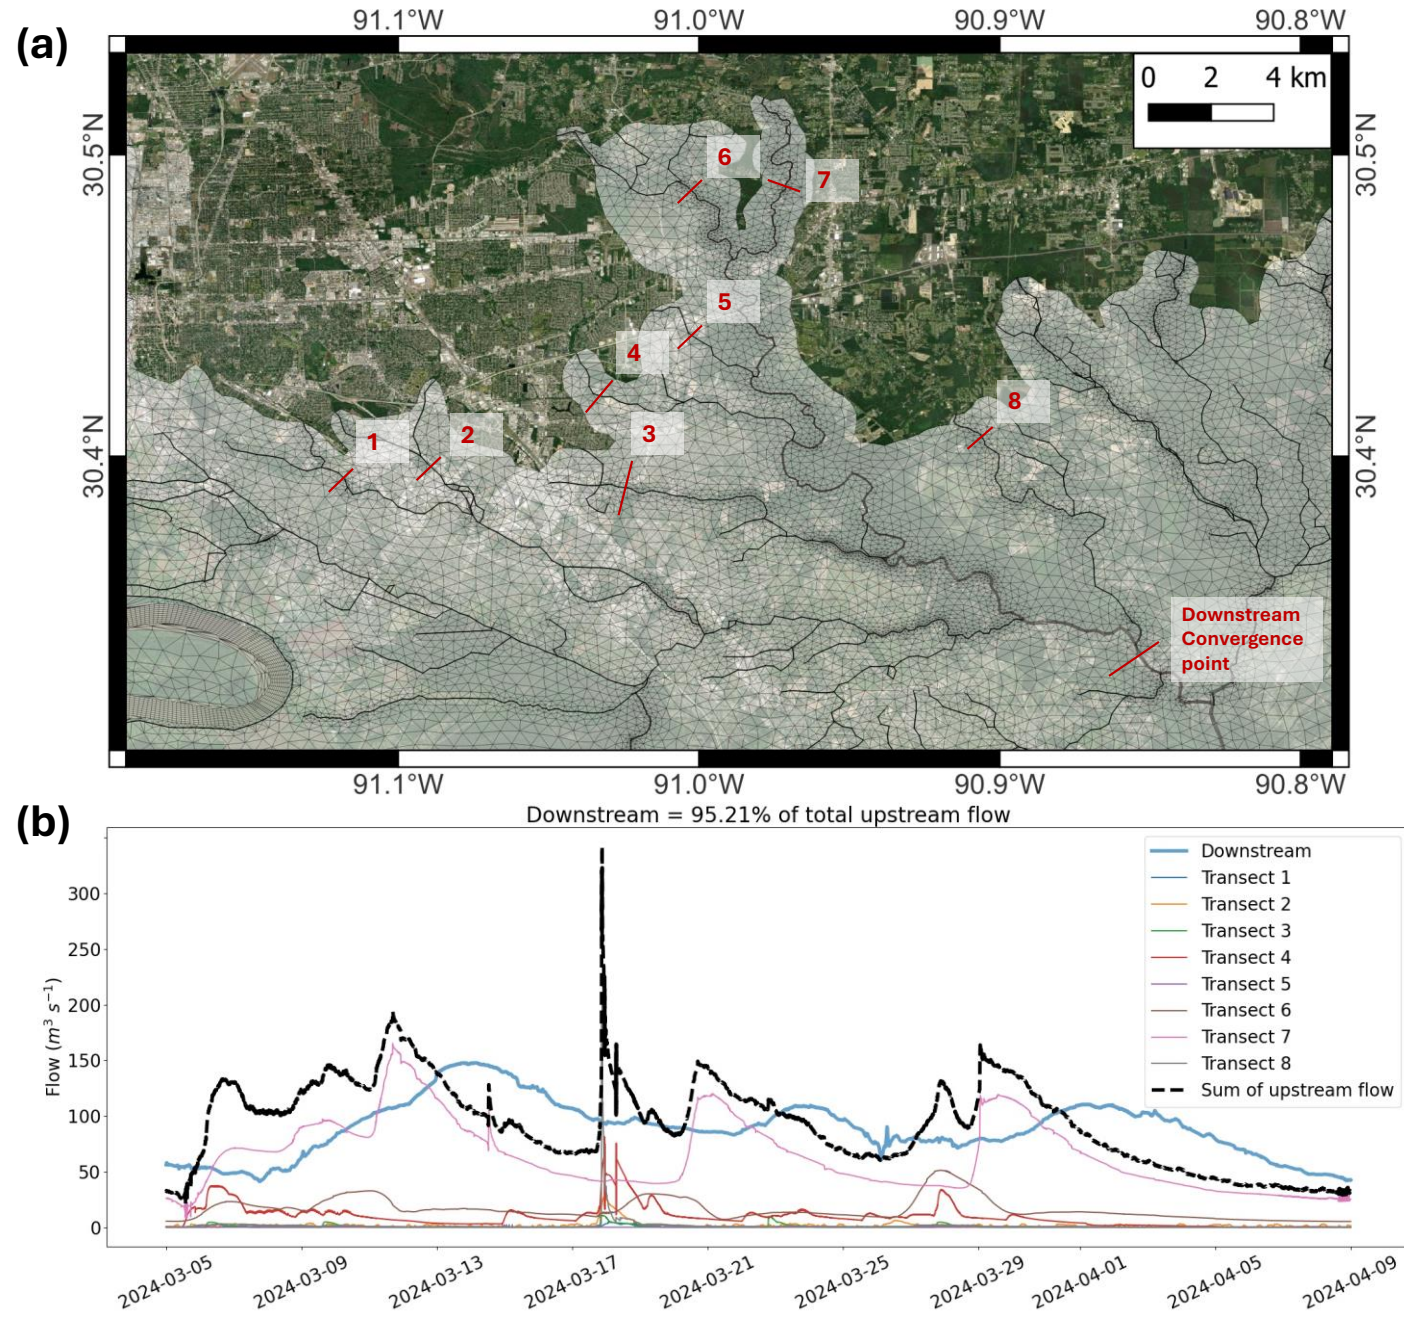 (a)
91.1°W 91.0°W 90.9°W 90.8°W
0 2 4 km
30.5°N
30.5°N
6
7
5
4
8
3
2
1
30.4°N
30.4°N
Downstream
Convergence
point
91.1°W 91.0°W 90.9°W 90.8°W
(b)
Downstream = 95.21% of total upstream flow
Flow (m³ s⁻¹)
300
250
200
150
100
50
0
Downstream
Transect 1
Transect 2
Transect 3
Transect 4
Transect 5
Transect 6
Transect 7
Transect 8
Sum of upstream flow
2024-03-05 2024-03-09 2024-03-13 2024-03-17 2024-03-21 2024-03-25 2024-03-29 2024-04-01 2024-04-05 2024-04-09